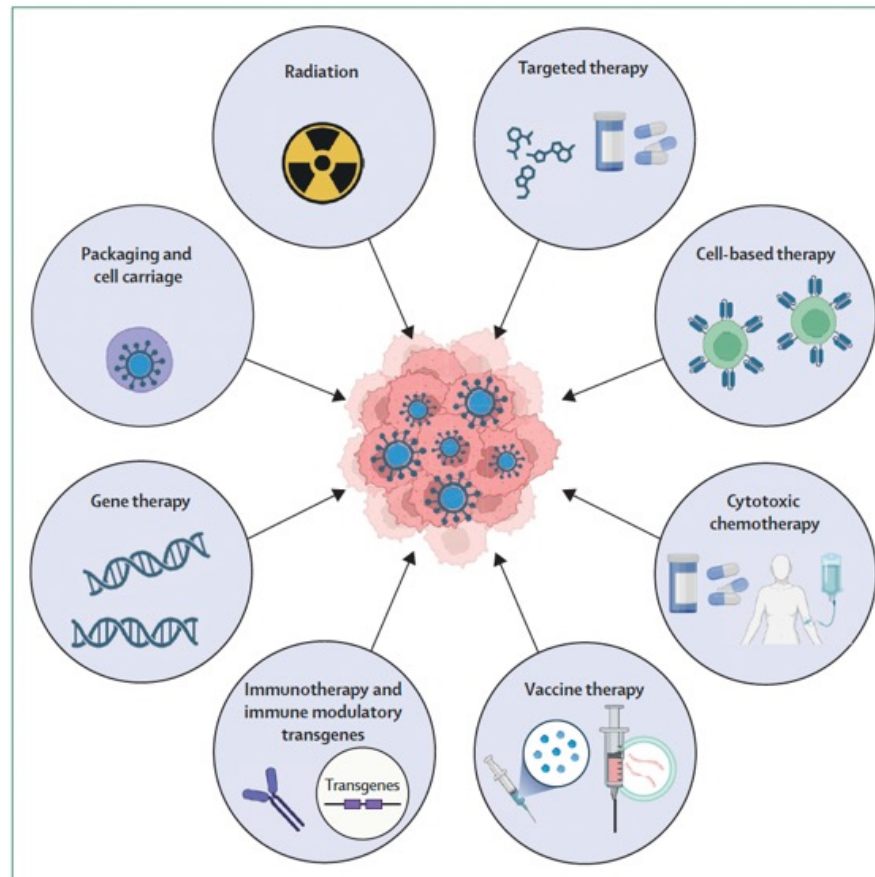 Radiation
Targeted therapy
Packaging and
cell carriage
Cell-based therapy
Gene therapy
Cytotoxic
chemotherapy
Immunotherapy and
immune modulatory
transgenes
Transgenes
Vaccine therapy